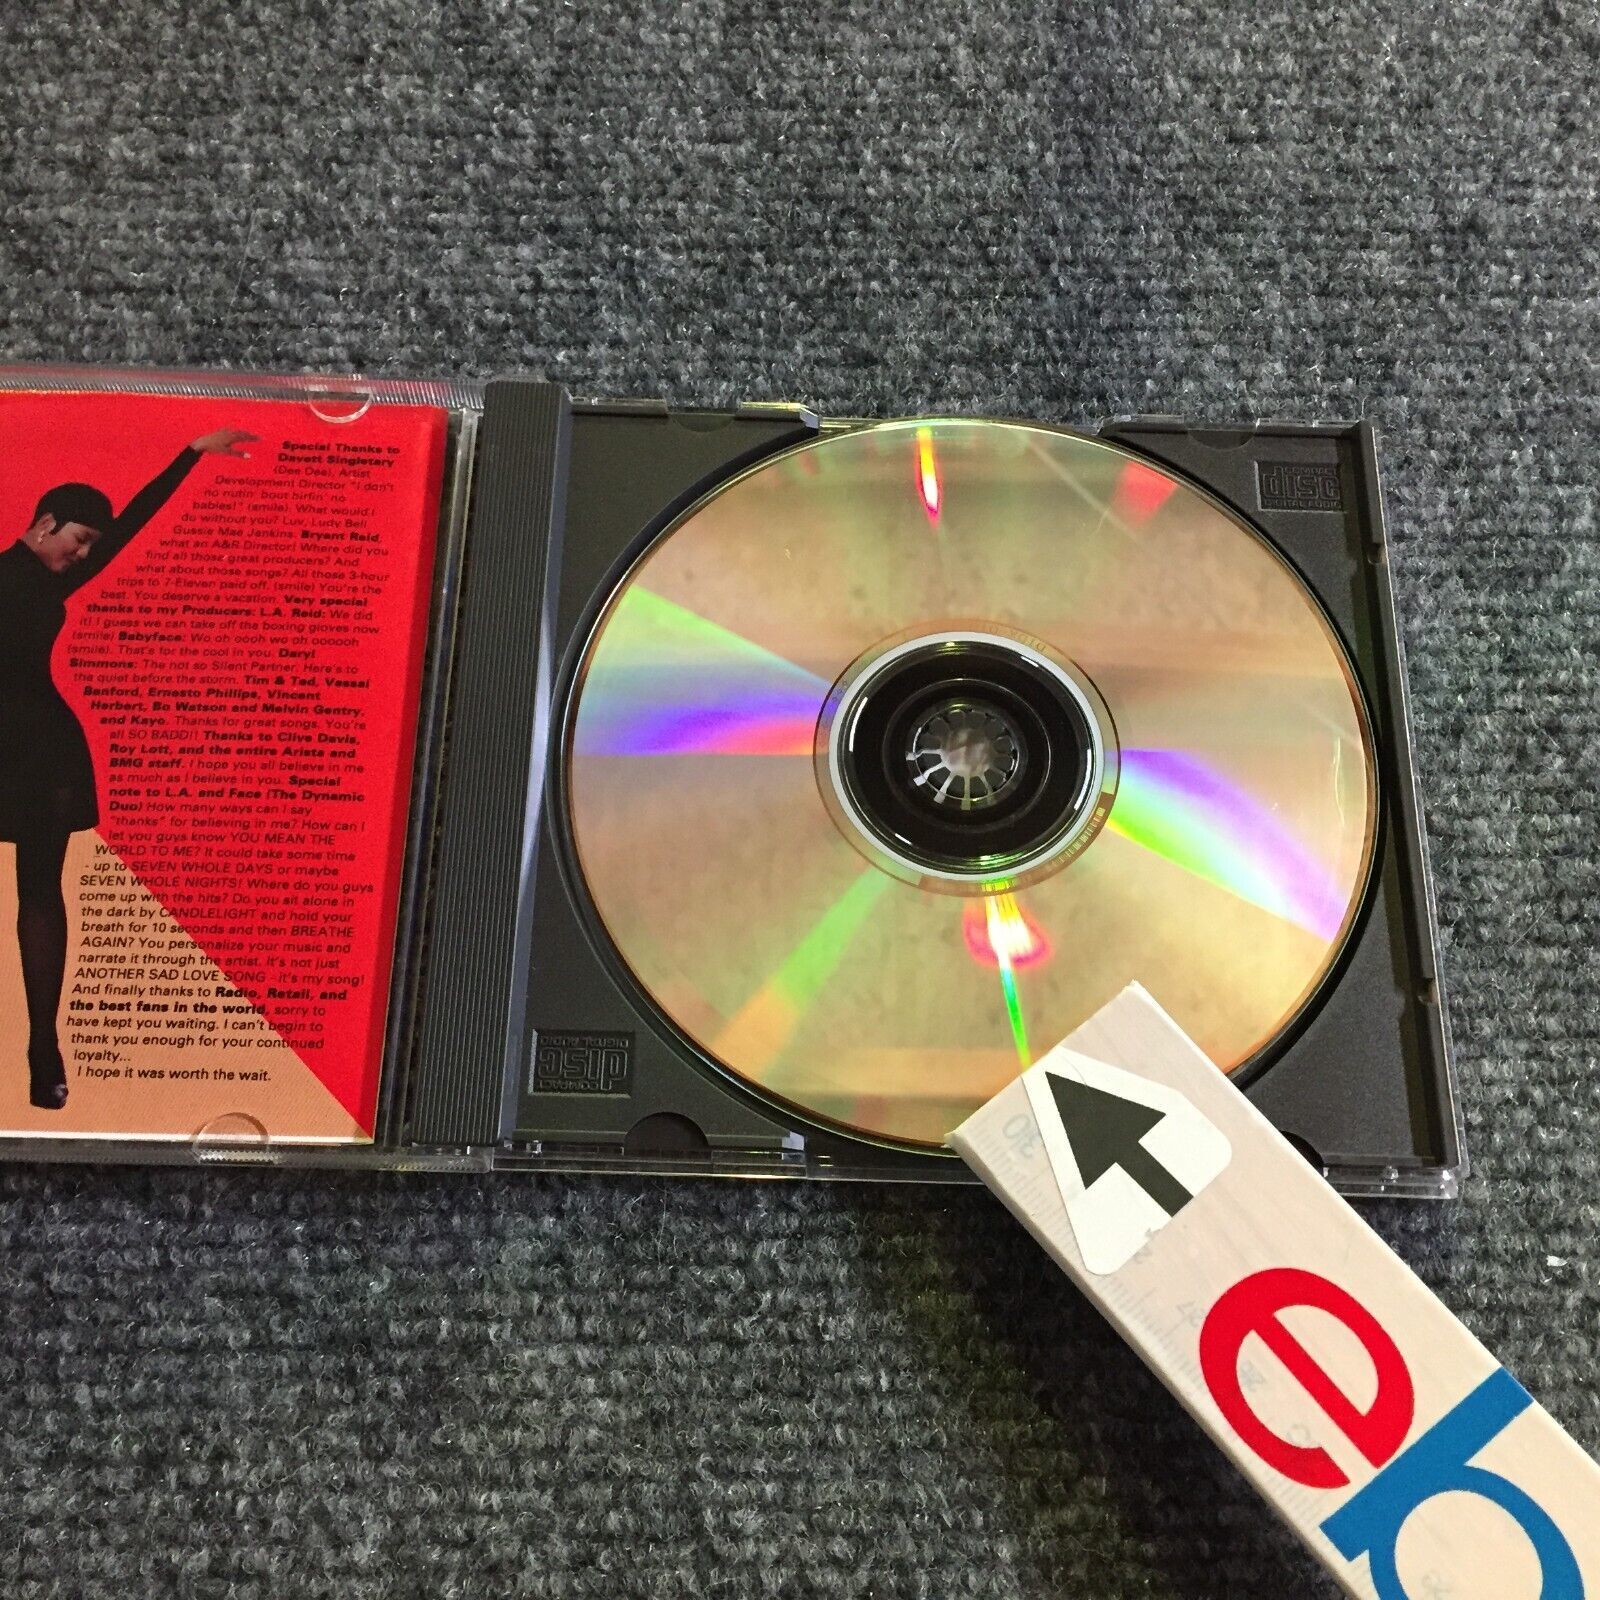 Special Thanks to
Davett Singletary
(Dee Dee), Artist
Development Director "I don't
no nutin' bout birfin' no
babies!" (smile). What would I
do without you? Luv, Ludy Bell
Gussie Mae Jenkins. Bryant Reid,
what an A&R Director! Where did you
find all those great producers? And
what about those songs? All those 3-hour
trips to 7-Eleven paid off. (smile) You're the
best. You deserve a vacation. Very special
thanks to my Producers: L.A. Reid: We did
it! I guess we can take off the boxing gloves now
(smile) Babyface: Wo oh oooh wo oh oooooh
(smile). That's for the cool in you. Daryl
Simmons: The not so Silent Partner. Here's to
the quiet before the storm. Tim & Ted, Vassal
Benford, Ernesto Phillips, Vincent
Herbert, Bo Watson and Melvin Gentry,
and Kayo. Thanks for great songs. You're
all SO BADD!! Thanks to Clive Davis,
Roy Lott, and the entire Arista and
BMG staff. I hope you all believe in me
as much as I believe in you. Special
note to L.A. and Face (The Dynamic
Duo) How many ways can I say
"thanks" for believing in me? How can I
let you guys know YOU MEAN THE
WORLD TO ME? It could take some time
- up to SEVEN WHOLE DAYS or maybe
SEVEN WHOLE NIGHTS! Where do you guys
come up with the hits? Do you sit alone in
the dark by CANDLELIGHT and hold your
breath for 10 seconds and then BREATHE
AGAIN? You personalize your music and
narrate it through the artist. It's not just
ANOTHER SAD LOVE SONG - it's my song!
And finally thanks to Radio, Retail, and
the best fans in the world, sorry to
have kept you waiting. I can't begin to
thank you enough for your continued
loyalty...
I hope it was worth the wait.
COMPACT
disc
DIGITAL AUDIO
COMPACT
disc
DIGITAL AUDIO
30
eb